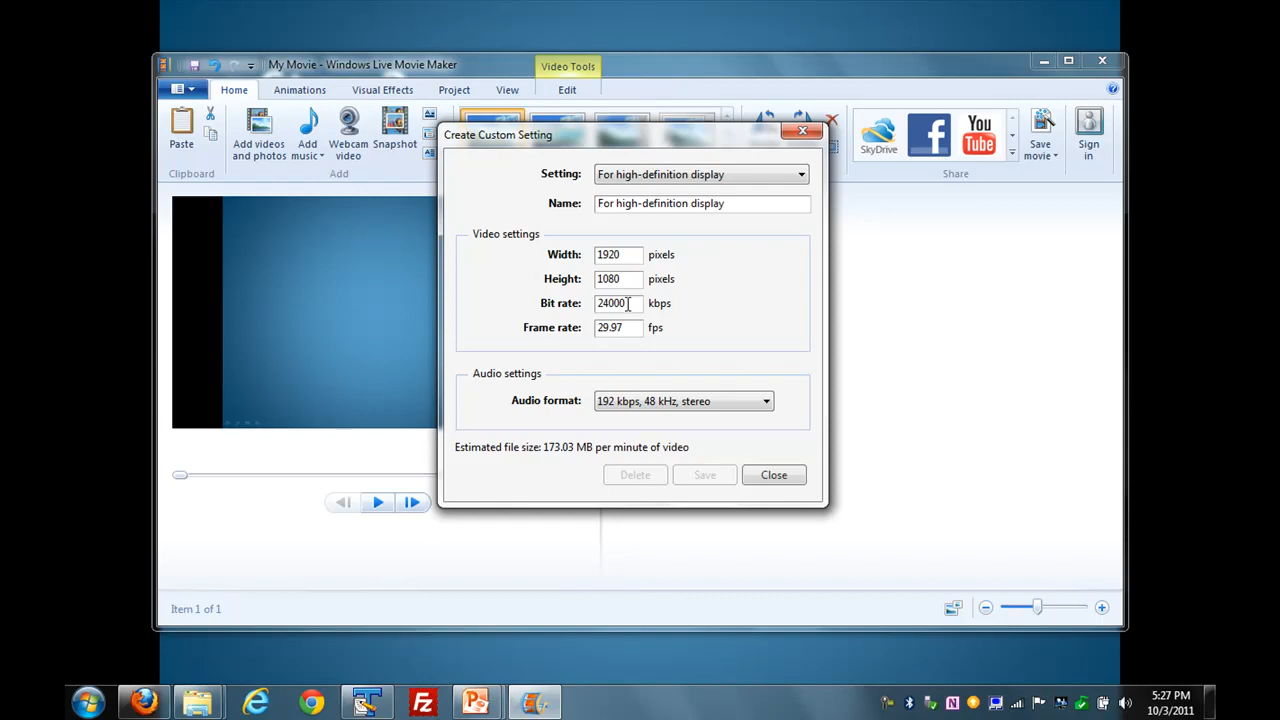 My Movie - Windows Live Movie Maker
Video Tools
Home Animations Visual Effects Project View Edit
Paste
Add videos and photos
Add music
Webcam video
Snapshot
SkyDrive
You Tube
Save movie
Sign in
Clipboard
Add
Share
Create Custom Setting
Setting: For high-definition display
Name: For high-definition display
Video settings
Width: 1920 pixels
Height: 1080 pixels
Bit rate: 24000 kbps
Frame rate: 29.97 fps
Audio settings
Audio format: 192 kbps, 48 kHz, stereo
Estimated file size: 173.03 MB per minute of video
Delete Save Close
Item 1 of 1
5:27 PM
10/3/2011